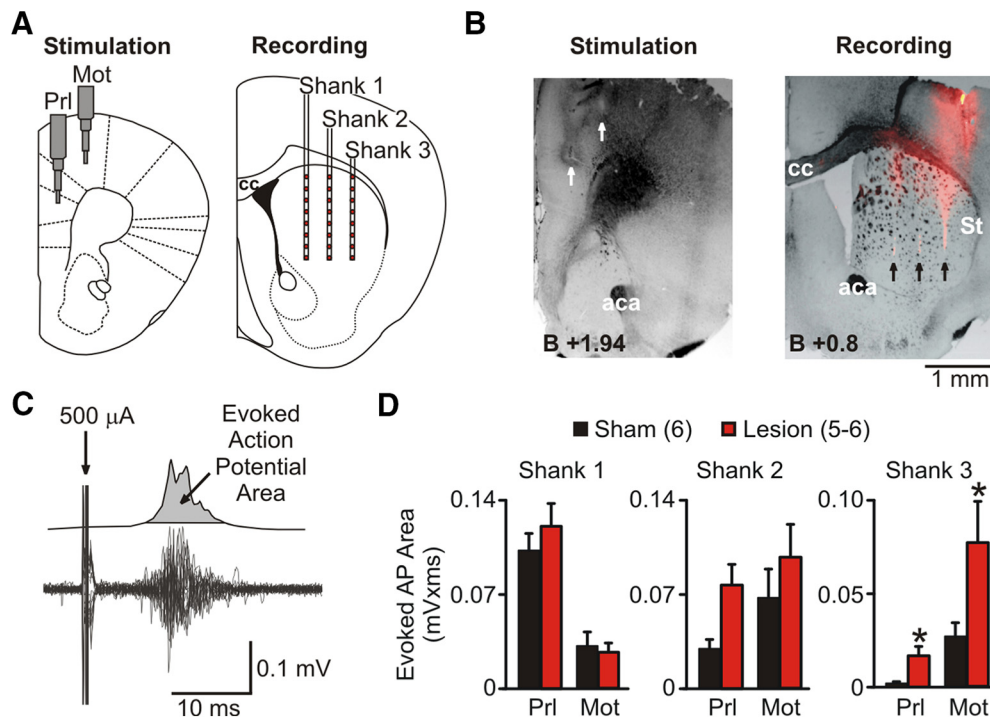 A
Stimulation
Recording
Prl
Mot
Shank 1
Shank 2
Shank 3
cc
B
Stimulation
Recording
aca
B +1.94
cc
St
aca
B +0.8
1 mm
C
500 μA
Evoked
Action
Potential
Area
0.1 mV
10 ms
D
Sham (6)
Lesion (5-6)
Evoked AP Area
(mVxms)
Shank 1
0.14
0.07
0
Prl
Mot
Shank 2
0.14
0.07
0
Prl
Mot
Shank 3
0.10
0.05
0
*
*
Prl
Mot